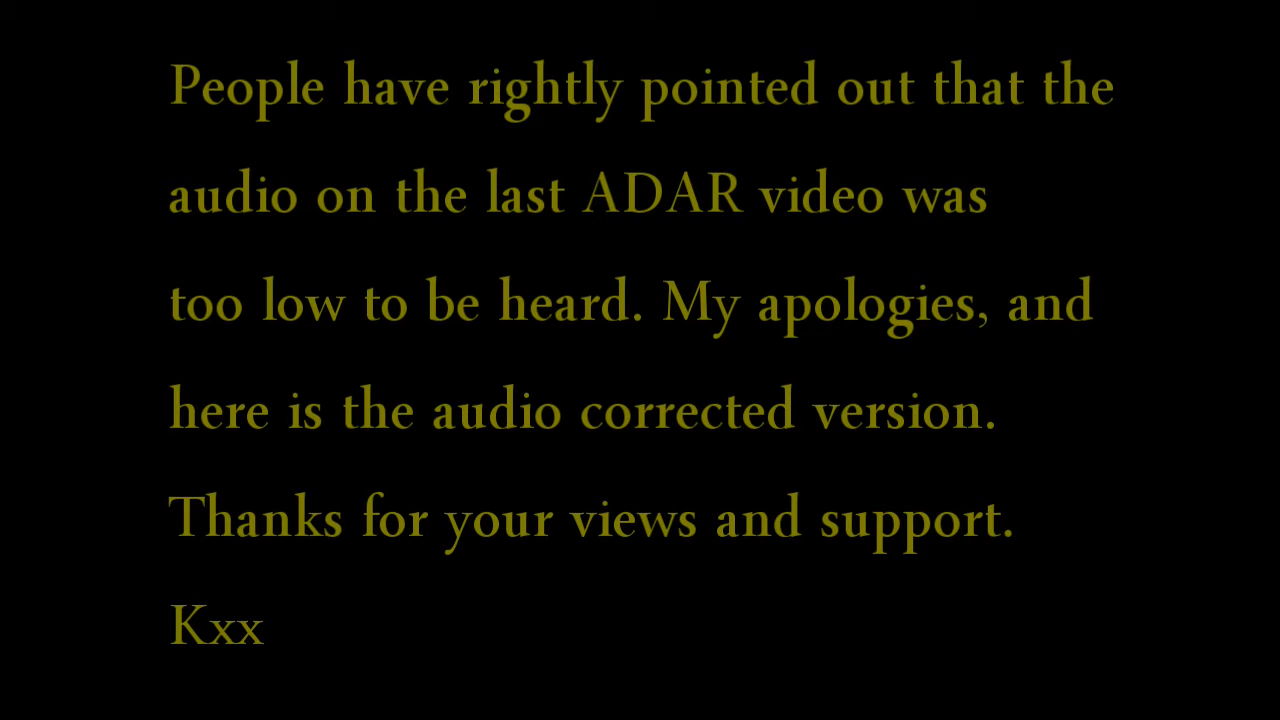 People have rightly pointed out that the
audio on the last ADAR video was
too low to be heard. My apologies, and
here is the audio corrected version.
Thanks for your views and support.
Kxx